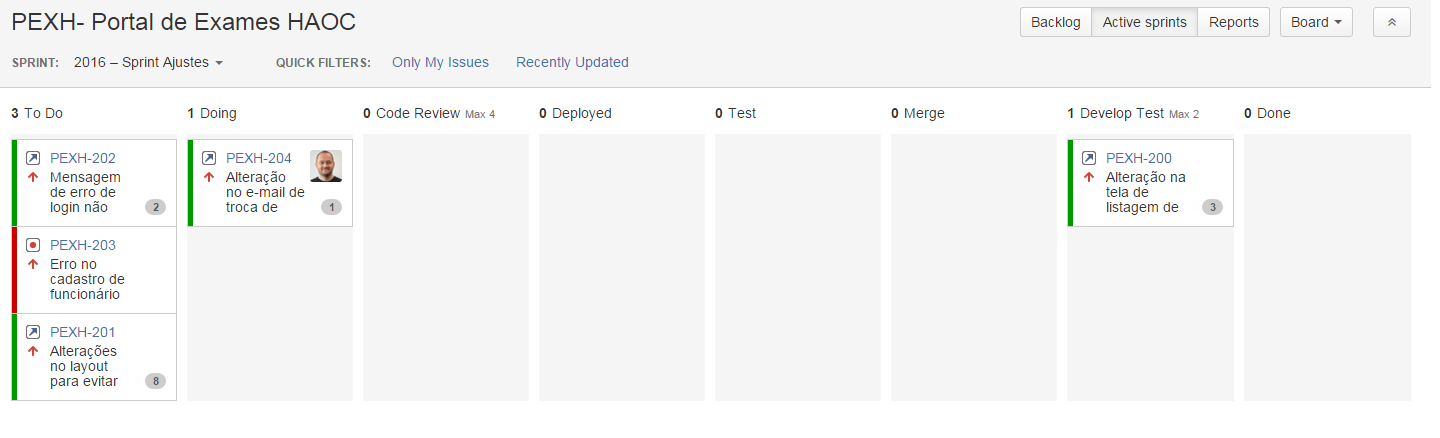 PEXH- Portal de Exames HAOC
Backlog Active sprints Reports Board
SPRINT: 2016 – Sprint Ajustes QUICK FILTERS: Only My Issues Recently Updated
3 To Do 1 Doing 0 Code Review Max 4 0 Deployed 0 Test 0 Merge 1 Develop Test Max 2 0 Done
PEXH-202
Mensagem
de erro de
login não
2
PEXH-203
Erro no
cadastro de
funcionário
PEXH-201
Alterações
no layout
para evitar
8
PEXH-204
Alteração
no e-mail de
troca de
1
PEXH-200
Alteração na
tela de
listagem de
3